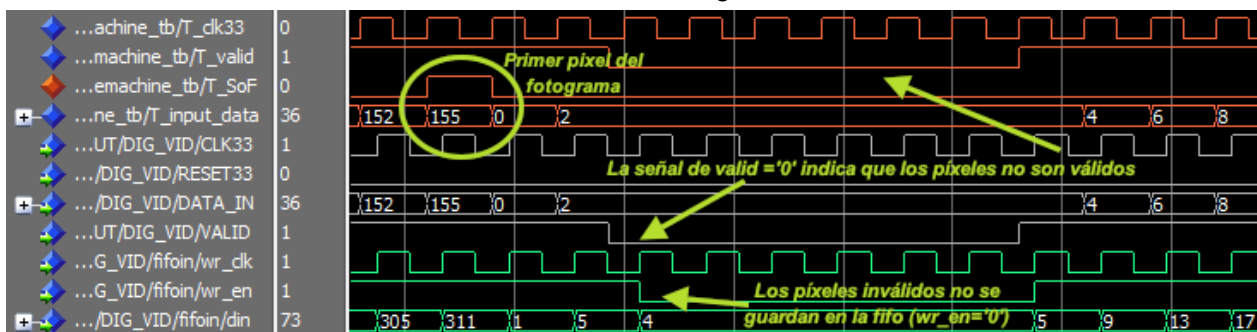 ...achine_tb/T_clk33 0
...machine_tb/T_valid 1
Primer pixel del
...emachine_tb/T_SoF 0
fotograma
...ne_tb/T_input_data 36 152 155 0 2 4 6 8
...UT/DIG_VID/CLK33 1
La señal de valid ='0' indica que los píxeles no son válidos
.../DIG_VID/RESET33 0
.../DIG_VID/DATA_IN 36 152 155 0 2 4 6 8
...UT/DIG_VID/VALID 1
...G_VID/fifoin/wr_clk 1
...G_VID/fifoin/wr_en 1
Los píxeles inválidos no se
.../DIG_VID/fifoin/din 73 305 311 1 5 4 5 9 13 17
guardan en la fifo (wr_en='0')